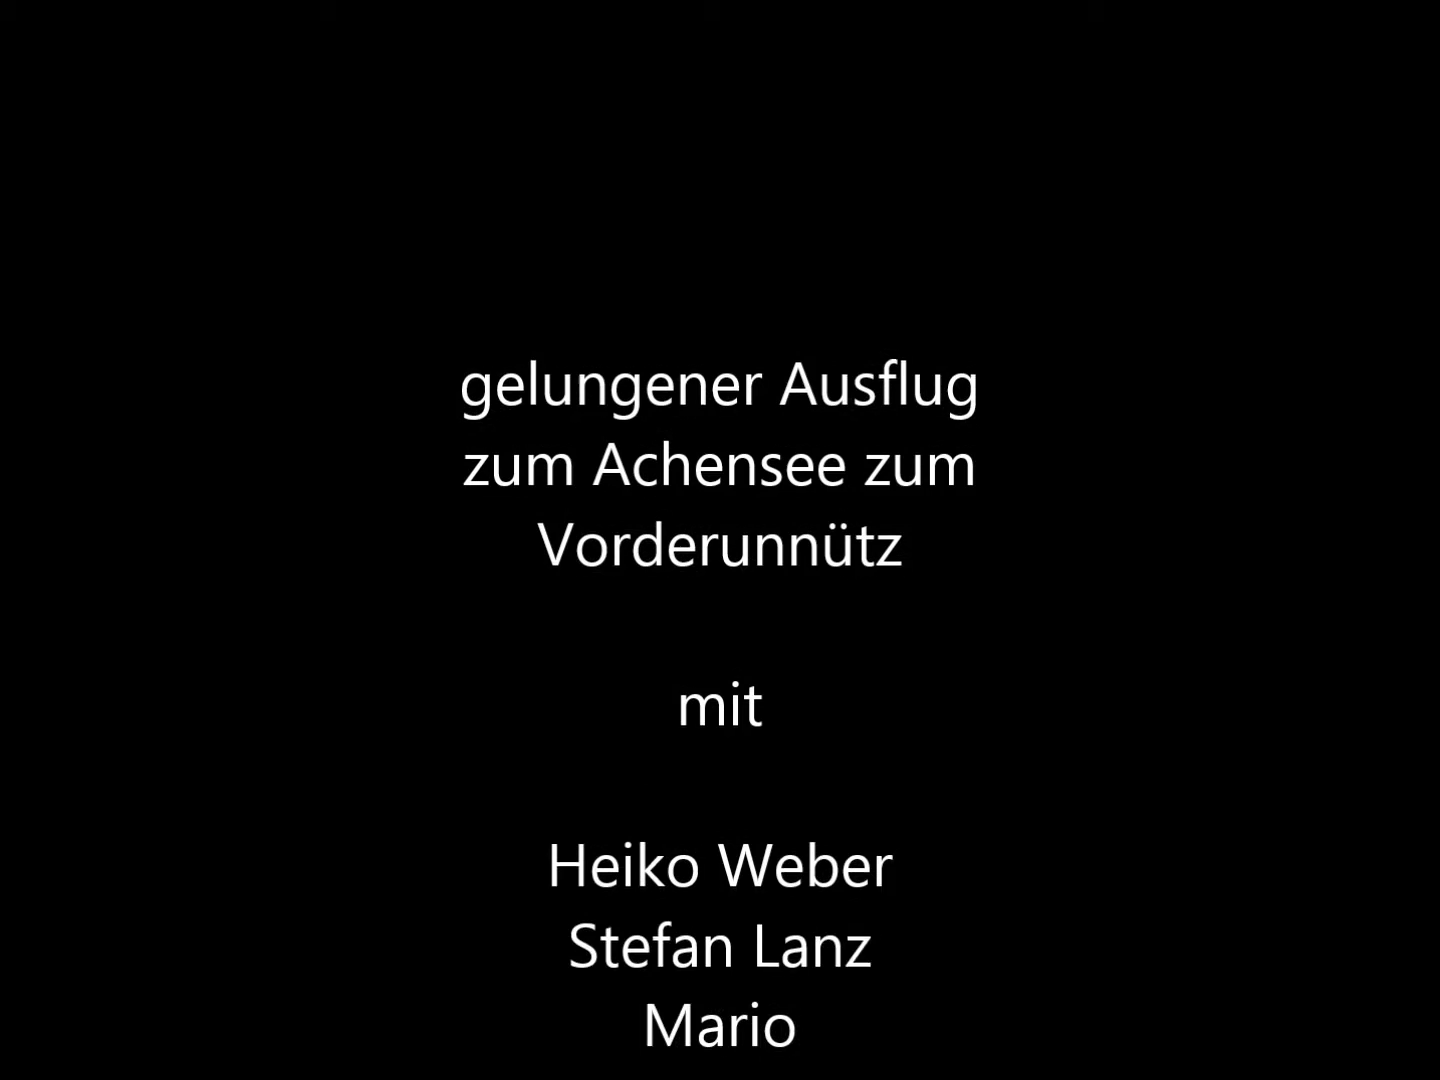 gelungener Ausflug
zum Achensee zum
Vorderunnütz
mit
Heiko Weber
Stefan Lanz
Mario